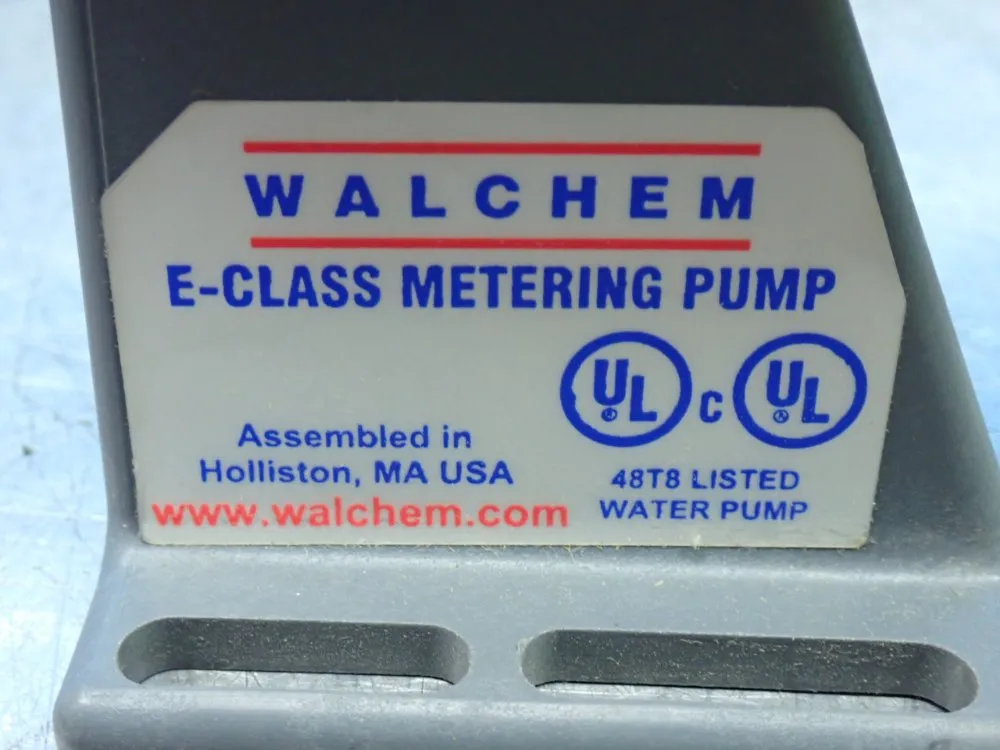 WALCHEM
E-CLASS METERING PUMP
UL® C UL®
Assembled in
Holliston, MA USA
www.walchem.com
48T8 LISTED
WATER PUMP